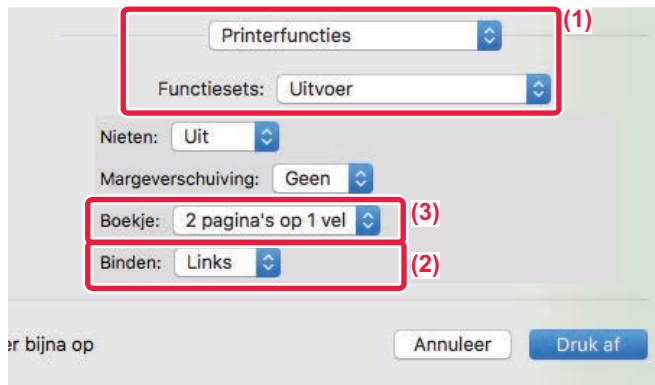 Printerfuncties (1)
Functiesets: Uitvoer
Nieten: Uit
Margeverschuiving: Geen
Boekje: 2 pagina's op 1 vel (3)
Binden: Links (2)
er bijna op Annuleer Druk af